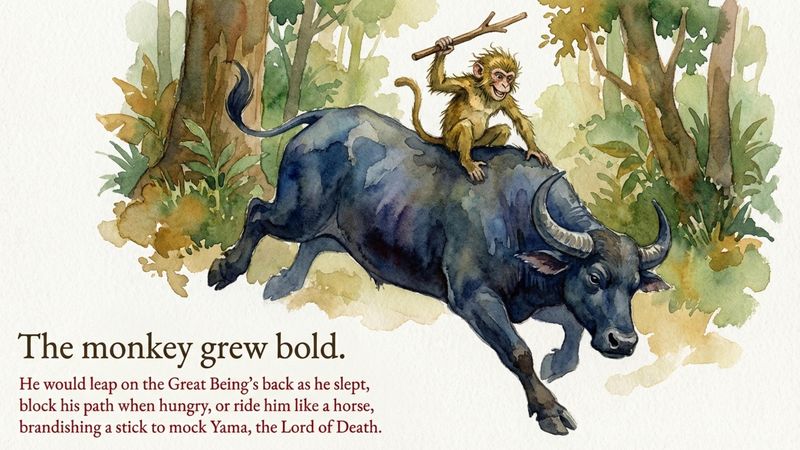 The monkey grew bold.
He would leap on the Great Being’s back as he slept,
block his path when hungry, or ride him like a horse,
brandishing a stick to mock Yama, the Lord of Death.